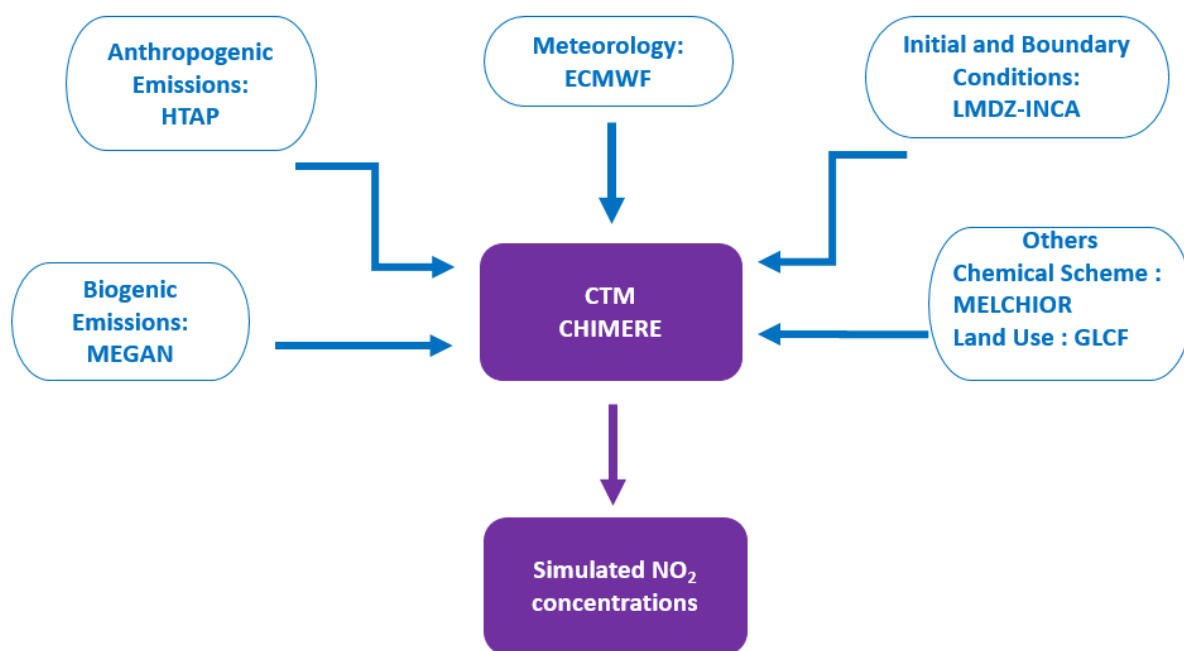 Anthropogenic
Emissions:
HTAP
Meteorology:
ECMWF
Initial and Boundary
Conditions:
LMDZ-INCA
Biogenic
Emissions:
MEGAN
CTM
CHIMERE
Others
Chemical Scheme :
MELCHIOR
Land Use : GLCF
Simulated NO₂
concentrations